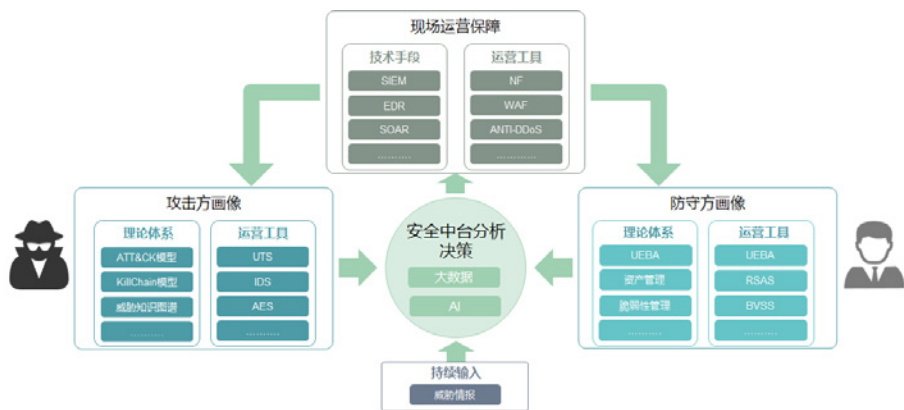 现场运营保障
技术手段
SIEM
EDR
SOAR
..........
运营工具
NF
WAF
ANTI-DDoS
..........
攻击方画像
理论体系
ATT&CK模型
KillChain模型
威胁知识图谱
..........
运营工具
UTS
IDS
AES
..........
安全中台分析
决策
大数据
AI
防守方画像
理论体系
UEBA
资产管理
脆弱性管理
..........
运营工具
UEBA
RSAS
BVSS
..........
持续输入
威胁情报